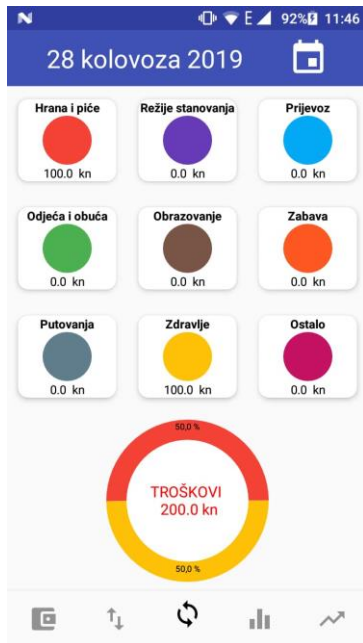 E 92% 11:46
28 kolovoza 2019
Hrana i piće Režije stanovanja Prijevoz
100.0 kn 0.0 kn 0.0 kn
Odjeća i obuća Obrazovanje Zabava
0.0 kn 0.0 kn 0.0 kn
Putovanja Zdravlje Ostalo
0.0 kn 100.0 kn 0.0 kn
50,0 %
TROŠKOVI
200.0 kn
50,0 %